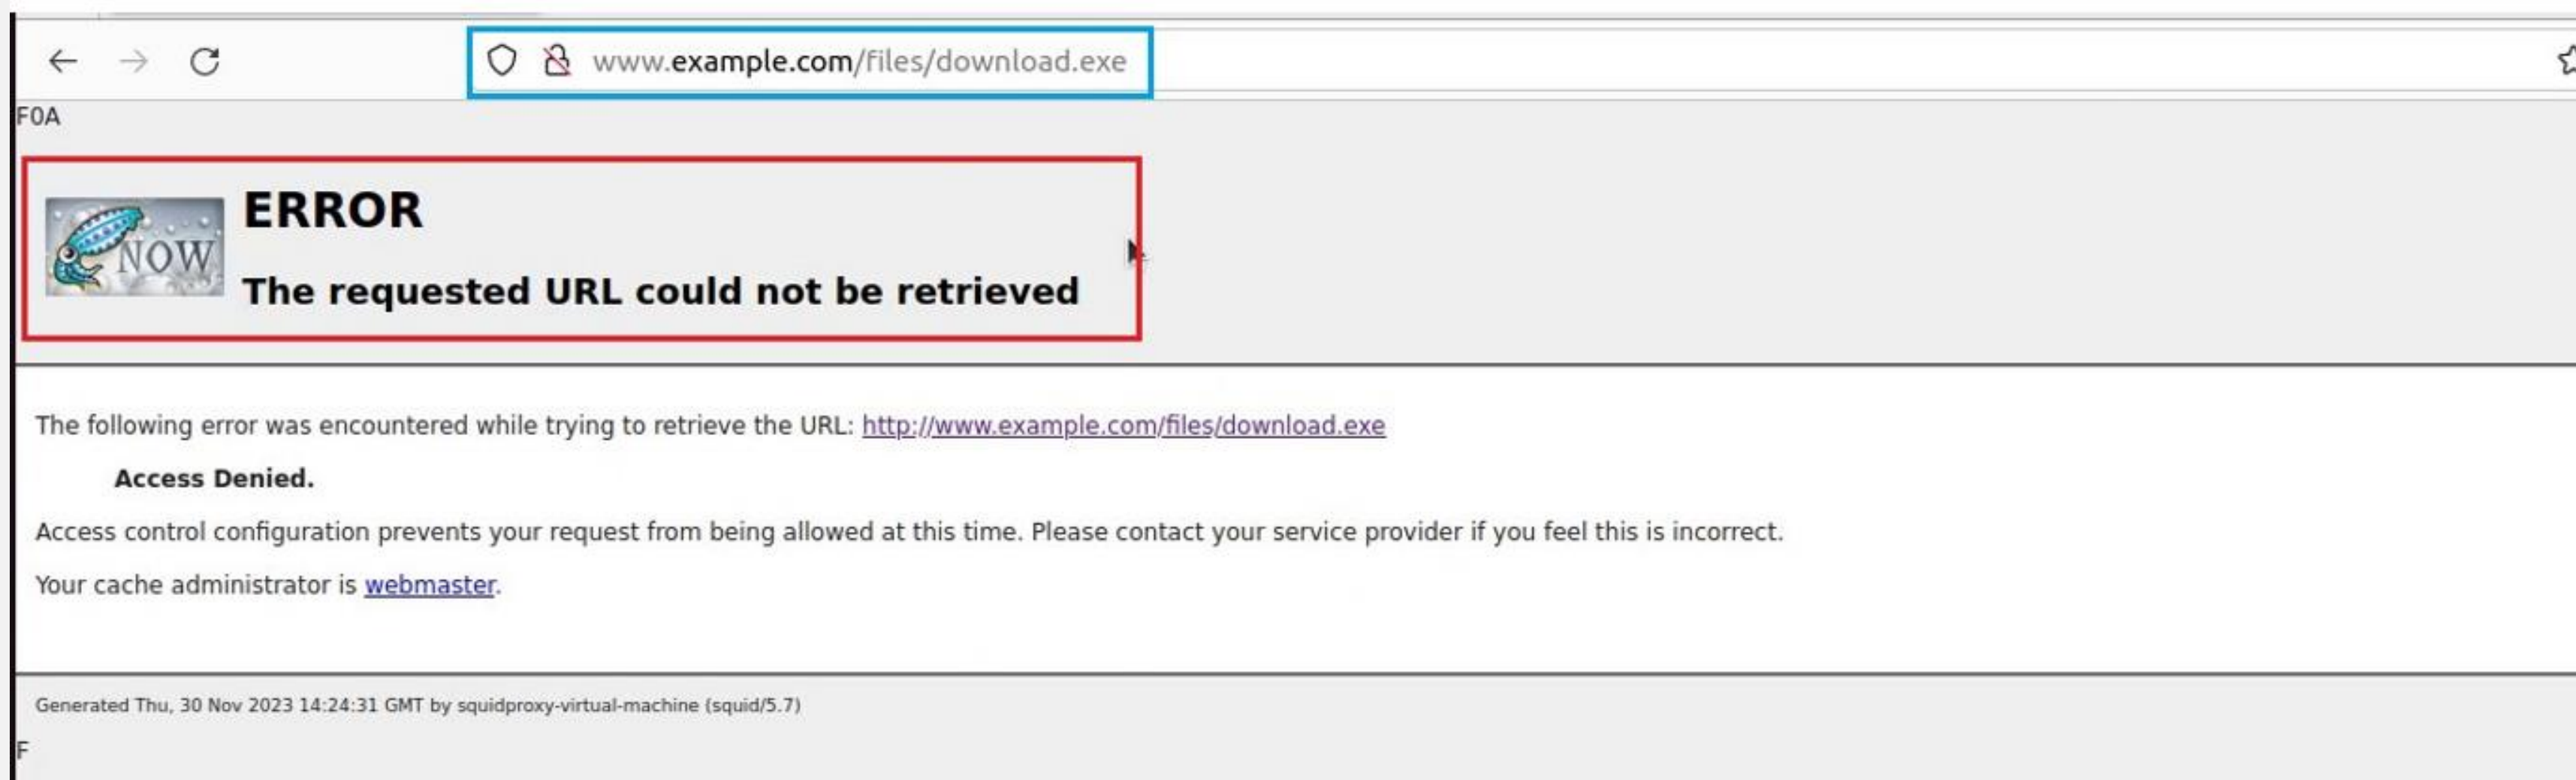 www.example.com/files/download.exe
F0A
ERROR
NOW
The requested URL could not be retrieved
The following error was encountered while trying to retrieve the URL: http://www.example.com/files/download.exe
Access Denied.
Access control configuration prevents your request from being allowed at this time. Please contact your service provider if you feel this is incorrect.
Your cache administrator is webmaster.
Generated Thu, 30 Nov 2023 14:24:31 GMT by squidproxy-virtual-machine (squid/5.7)
F